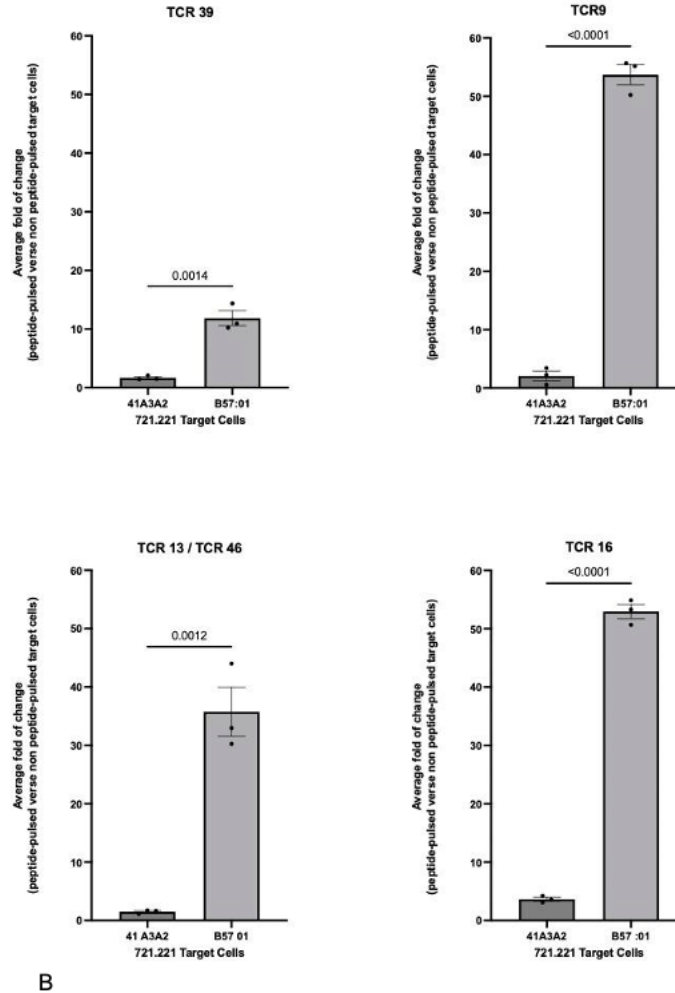 TCR 39
Average fold of change
(peptide-pulsed verse non peptide-pulsed target cells)
60
50
40
30
20
10
0
0.0014
41A3A2
B57:01
721.221 Target Cells
TCR9
Average fold of change
(peptide-pulsed verse non peptide-pulsed target cells)
60
50
40
30
20
10
0
<0.0001
41A3A2
B57:01
721.221 Target Cells
TCR 13 / TCR 46
Average fold of change
(peptide-pulsed verse non peptide-pulsed target cells)
60
50
40
30
20
10
0
0.0012
41 A3A2
B57 01
721.221 Target Cells
TCR 16
Average fold of change
(peptide-pulsed verse non peptide-pulsed target cells)
60
50
40
30
20
10
0
<0.0001
41A3A2
B57 :01
721.221 Target Cells
B